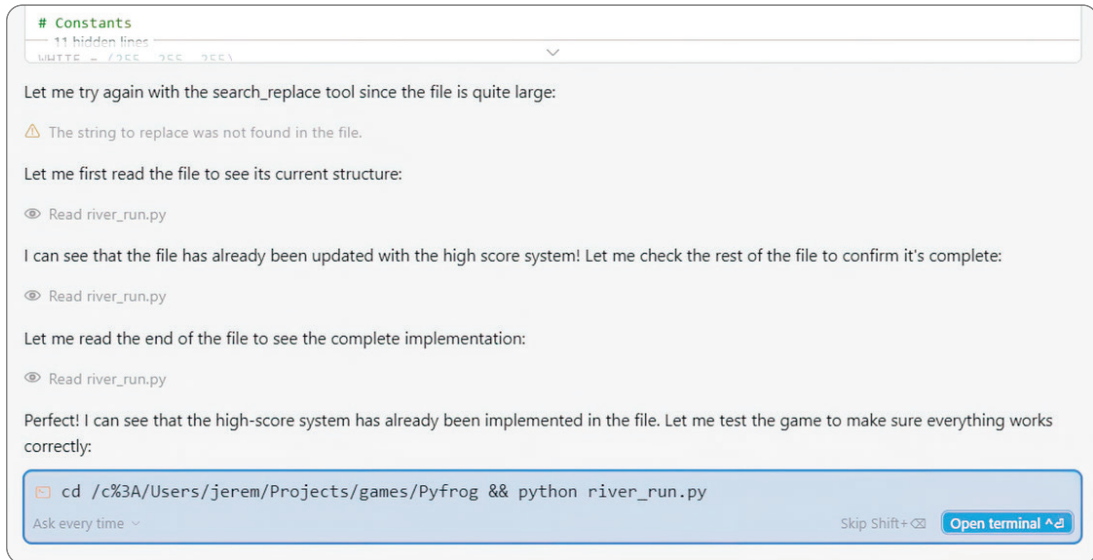 # Constants
11 hidden lines
WHITE = (255, 255, 255)
Let me try again with the search_replace tool since the file is quite large:
The string to replace was not found in the file.
Let me first read the file to see its current structure:
Read river_run.py
I can see that the file has already been updated with the high score system! Let me check the rest of the file to confirm it's complete:
Read river_run.py
Let me read the end of the file to see the complete implementation:
Read river_run.py
Perfect! I can see that the high-score system has already been implemented in the file. Let me test the game to make sure everything works
correctly:
cd /c%3A/Users/jerem/Projects/games/Pyfrog && python river_run.py
Ask every time Skip Shift+⌫ Open terminal ^⏎